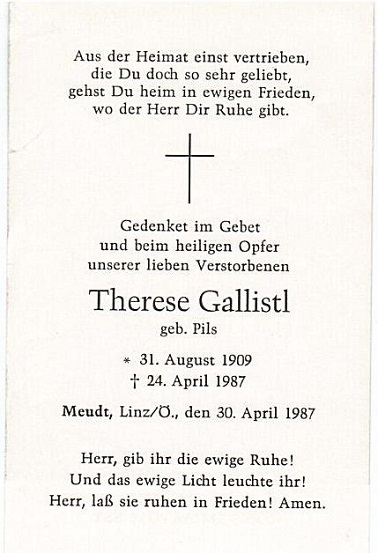 Aus der Heimat einst vertrieben,
die Du doch so sehr geliebt,
gehst Du heim in ewigen Frieden,
wo der Herr Dir Ruhe gibt.
Gedenket im Gebet
und beim heiligen Opfer
unserer lieben Verstorbenen
Therese Gallistl
geb. Pils
* 31. August 1909
† 24. April 1987
Meudt, Linz/Ö., den 30. April 1987
Herr, gib ihr die ewige Ruhe!
Und das ewige Licht leuchte ihr!
Herr, laß sie ruhen in Frieden! Amen.